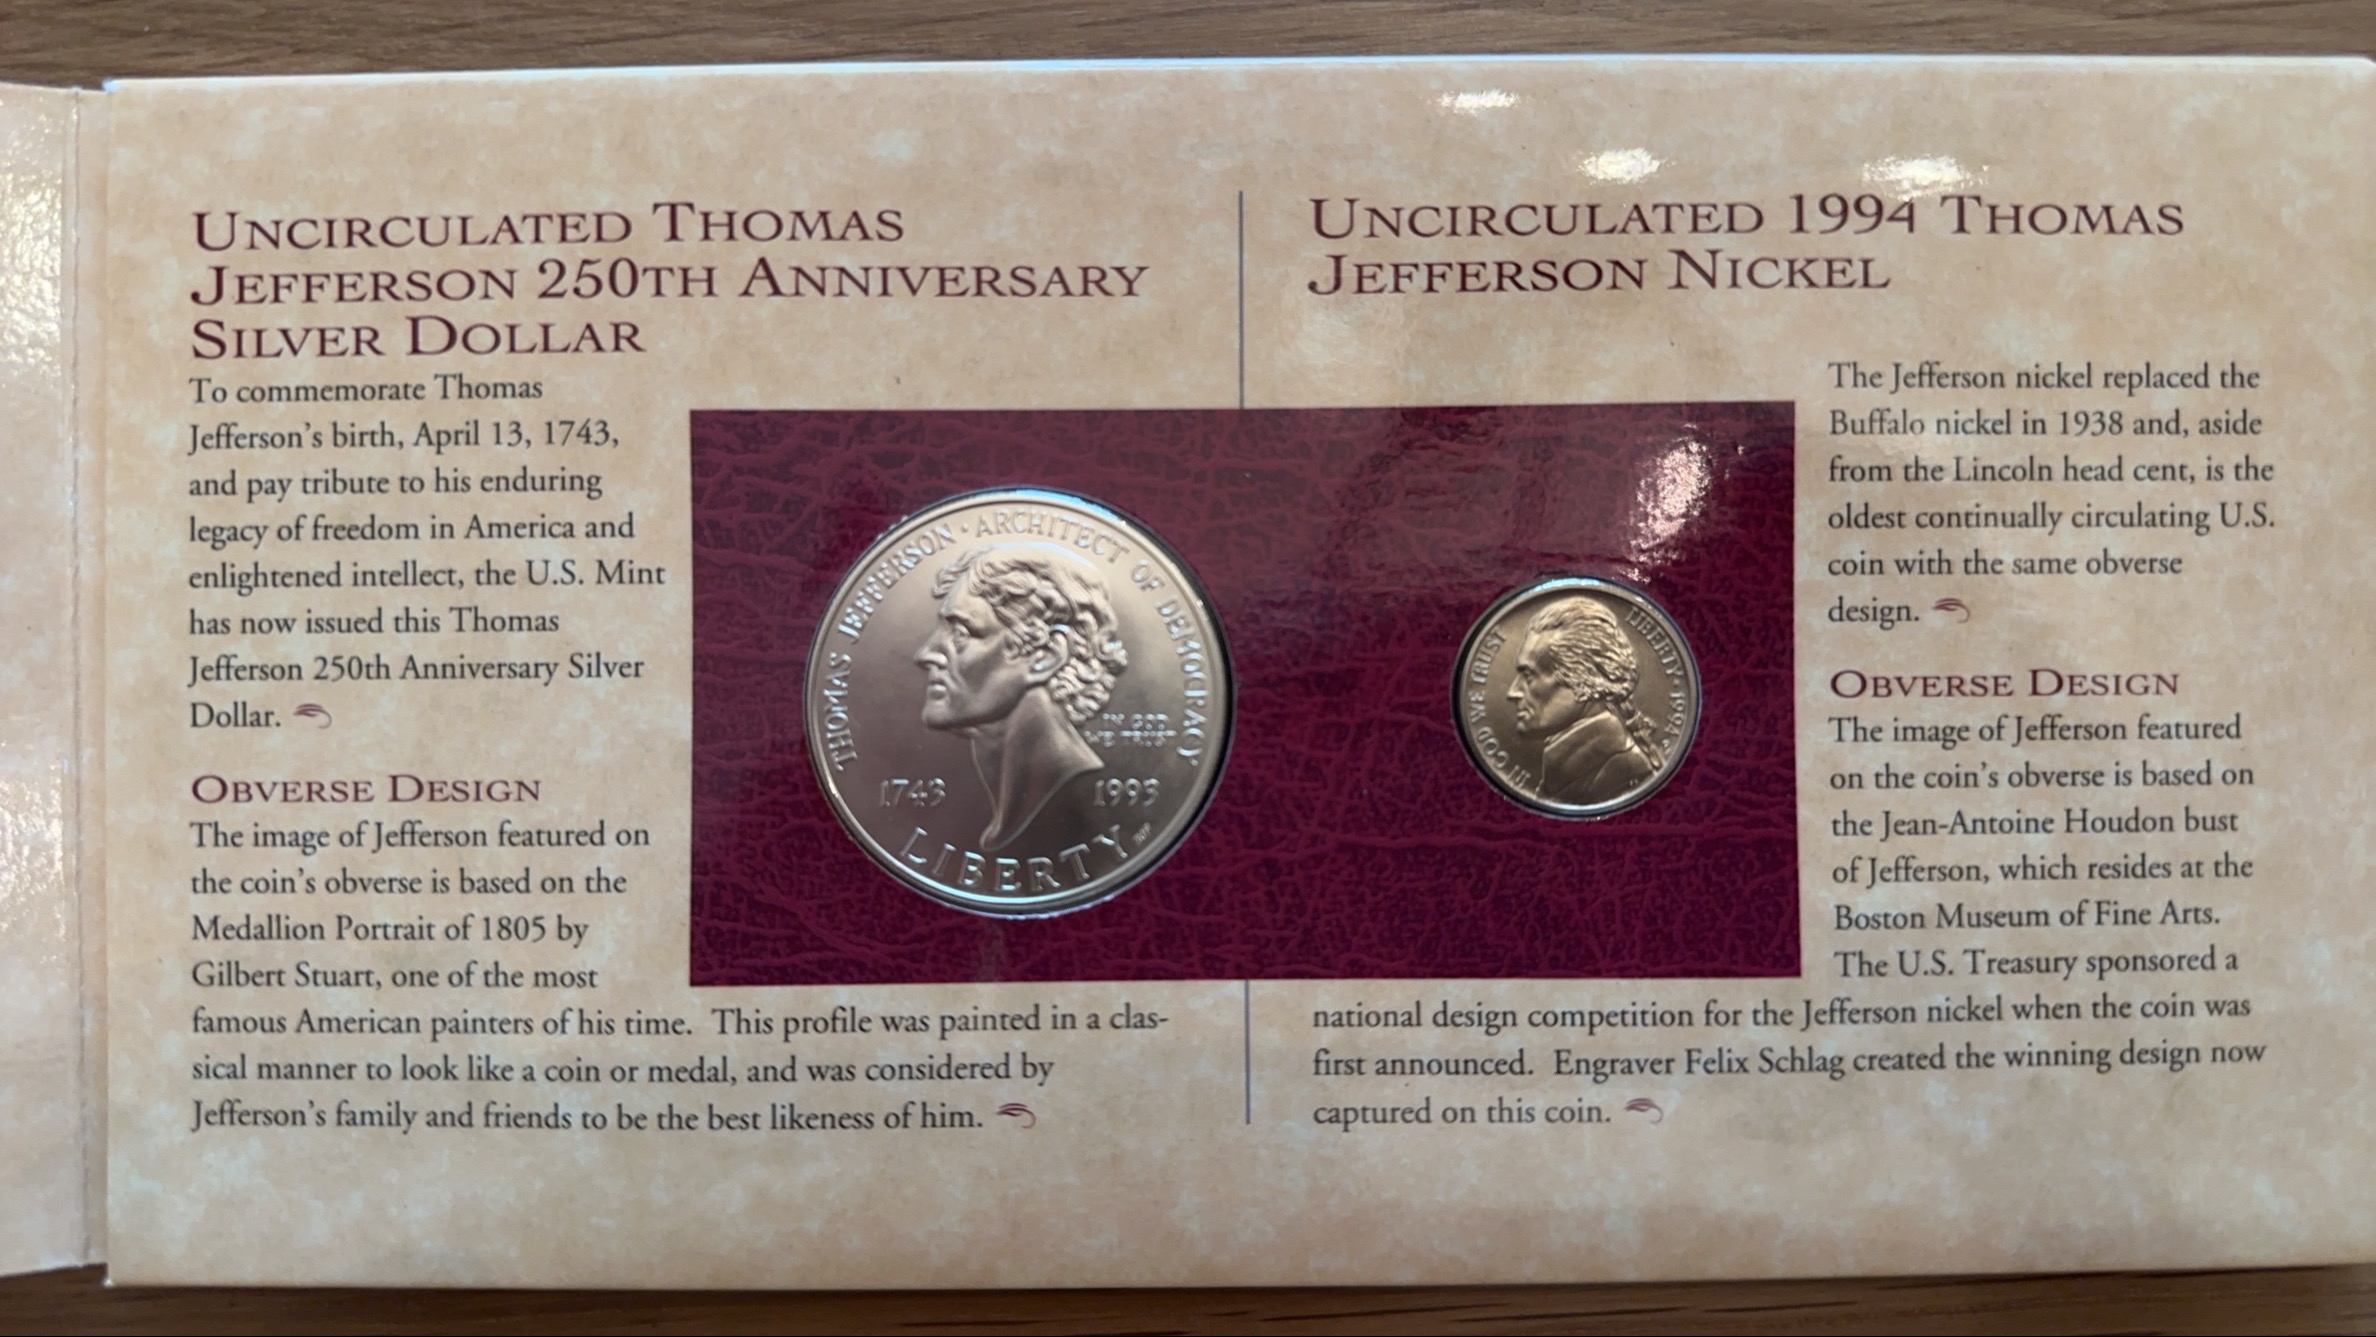 UNCIRCULATED THOMAS
JEFFERSON 250TH ANNIVERSARY
SILVER DOLLAR
To commemorate Thomas
Jefferson's birth, April 13, 1743,
and pay tribute to his enduring
legacy of freedom in America and
enlightened intellect, the U.S. Mint
has now issued this Thomas
Jefferson 250th Anniversary Silver
Dollar.
OBVERSE DESIGN
The image of Jefferson featured on
the coin's obverse is based on the
Medallion Portrait of 1805 by
Gilbert Stuart, one of the most
famous American painters of his time. This profile was painted in a clas-
sical manner to look like a coin or medal, and was considered by
Jefferson's family and friends to be the best likeness of him.
THOMAS JEFFERSON · ARCHITECT OF DEMOCRACY
IN GOD
WE TRUST
1743 1993
LIBERTY
UNCIRCULATED 1994 THOMAS
JEFFERSON NICKEL
The Jefferson nickel replaced the
Buffalo nickel in 1938 and, aside
from the Lincoln head cent, is the
oldest continually circulating U.S.
coin with the same obverse
design.
OBVERSE DESIGN
The image of Jefferson featured
on the coin's obverse is based on
the Jean-Antoine Houdon bust
of Jefferson, which resides at the
Boston Museum of Fine Arts.
The U.S. Treasury sponsored a
national design competition for the Jefferson nickel when the coin was
first announced. Engraver Felix Schlag created the winning design now
captured on this coin.
IN GOD WE TRUST
LIBERTY · 1994